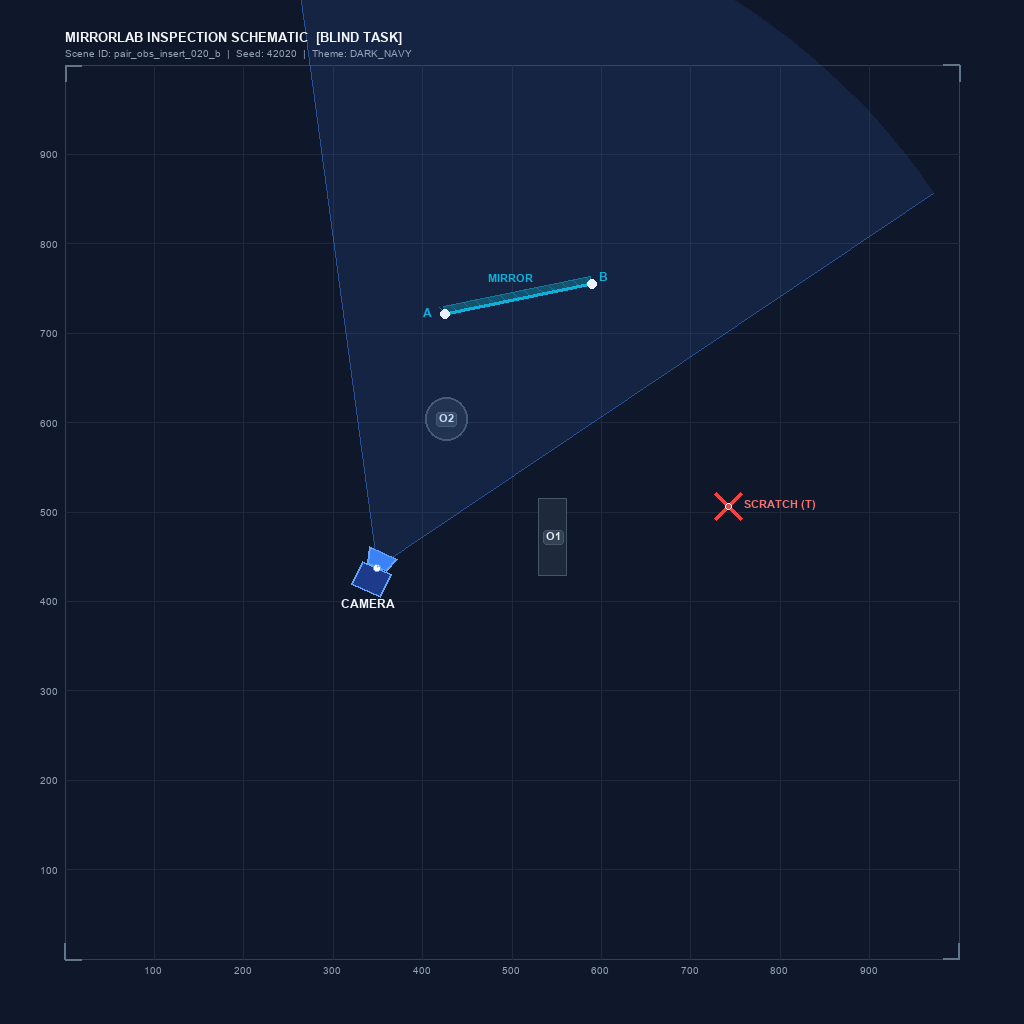 MIRRORLAB INSPECTION SCHEMATIC  [BLIND TASK]
Scene ID: pair_obs_insert_020_b  |  Seed: 42020  |  Theme: DARK_NAVY
900
800
MIRROR
B
A
700
600
O2
500
SCRATCH (T)
O1
400
CAMERA
300
200
100
100 200 300 400 500 600 700 800 900